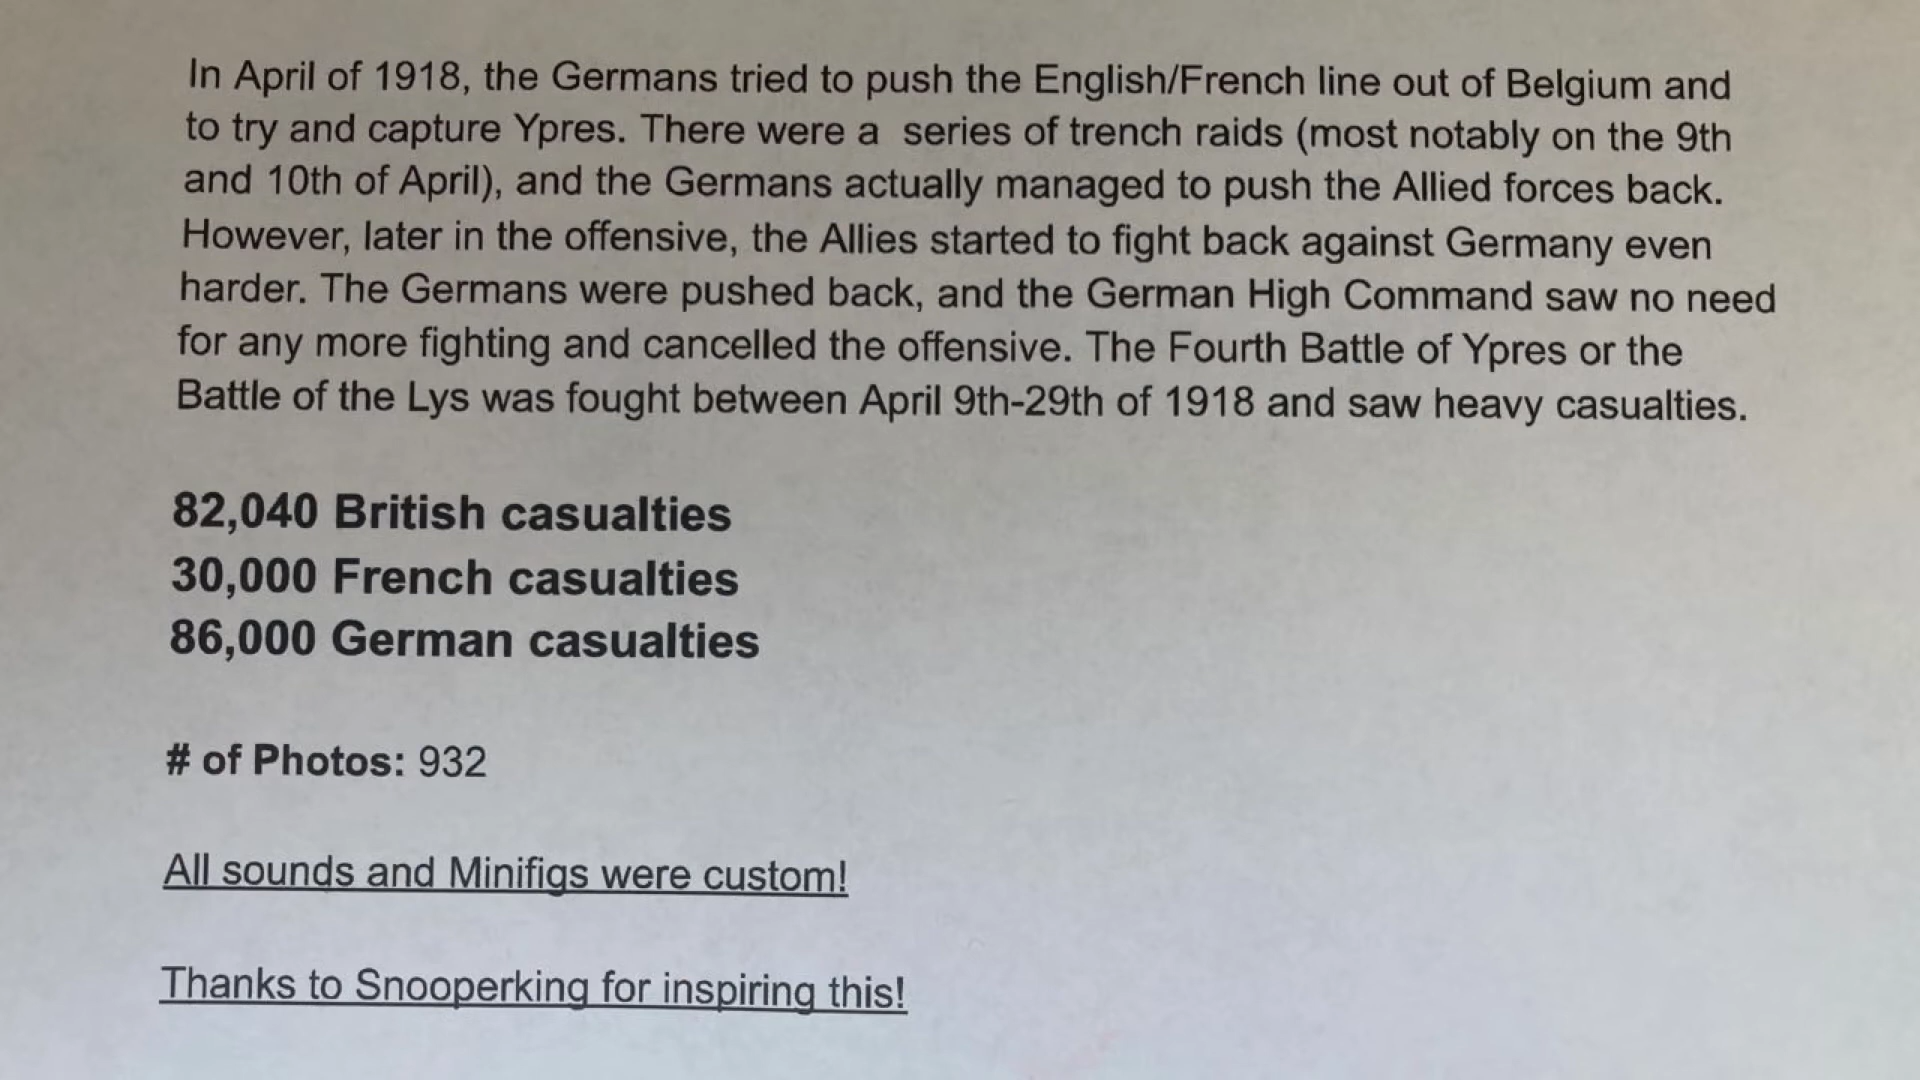 In April of 1918, the Germans tried to push the English/French line out of Belgium and
to try and capture Ypres. There were a  series of trench raids (most notably on the 9th
and 10th of April), and the Germans actually managed to push the Allied forces back.
However, later in the offensive, the Allies started to fight back against Germany even
harder. The Germans were pushed back, and the German High Command saw no need
for any more fighting and cancelled the offensive. The Fourth Battle of Ypres or the
Battle of the Lys was fought between April 9th-29th of 1918 and saw heavy casualties.
82,040 British casualties
30,000 French casualties
86,000 German casualties
# of Photos: 932
All sounds and Minifigs were custom!
Thanks to Snooperking for inspiring this!